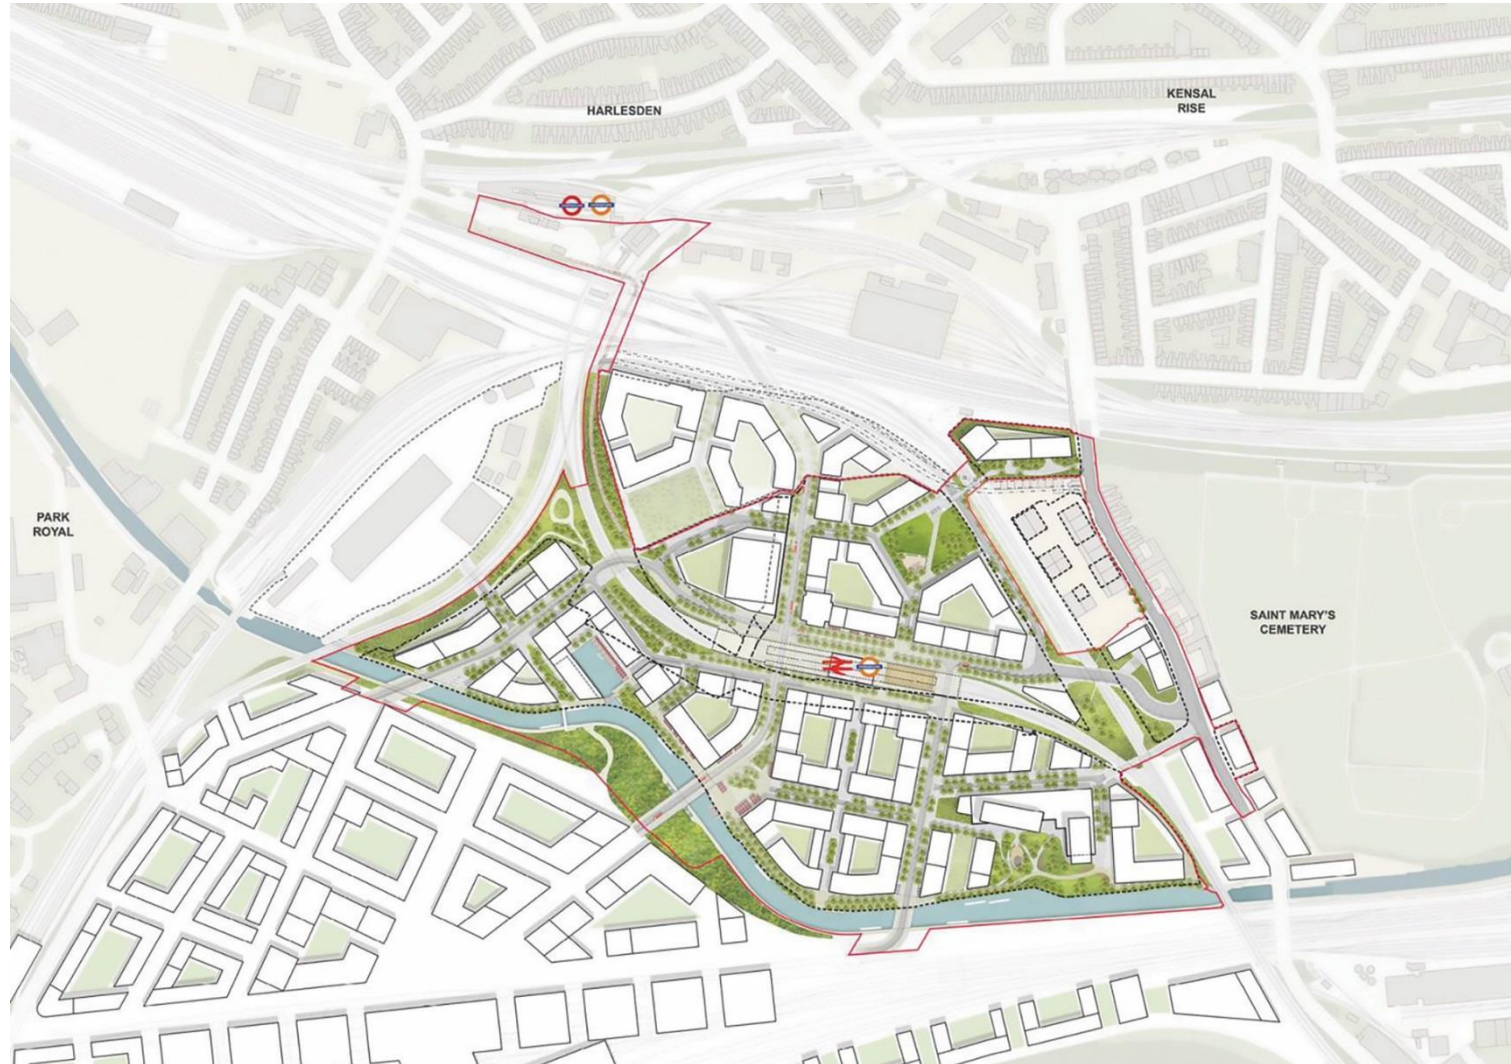 HARLESDEN
KENSAL
RISE
PARK
ROYAL
SAINT MARY'S
CEMETERY